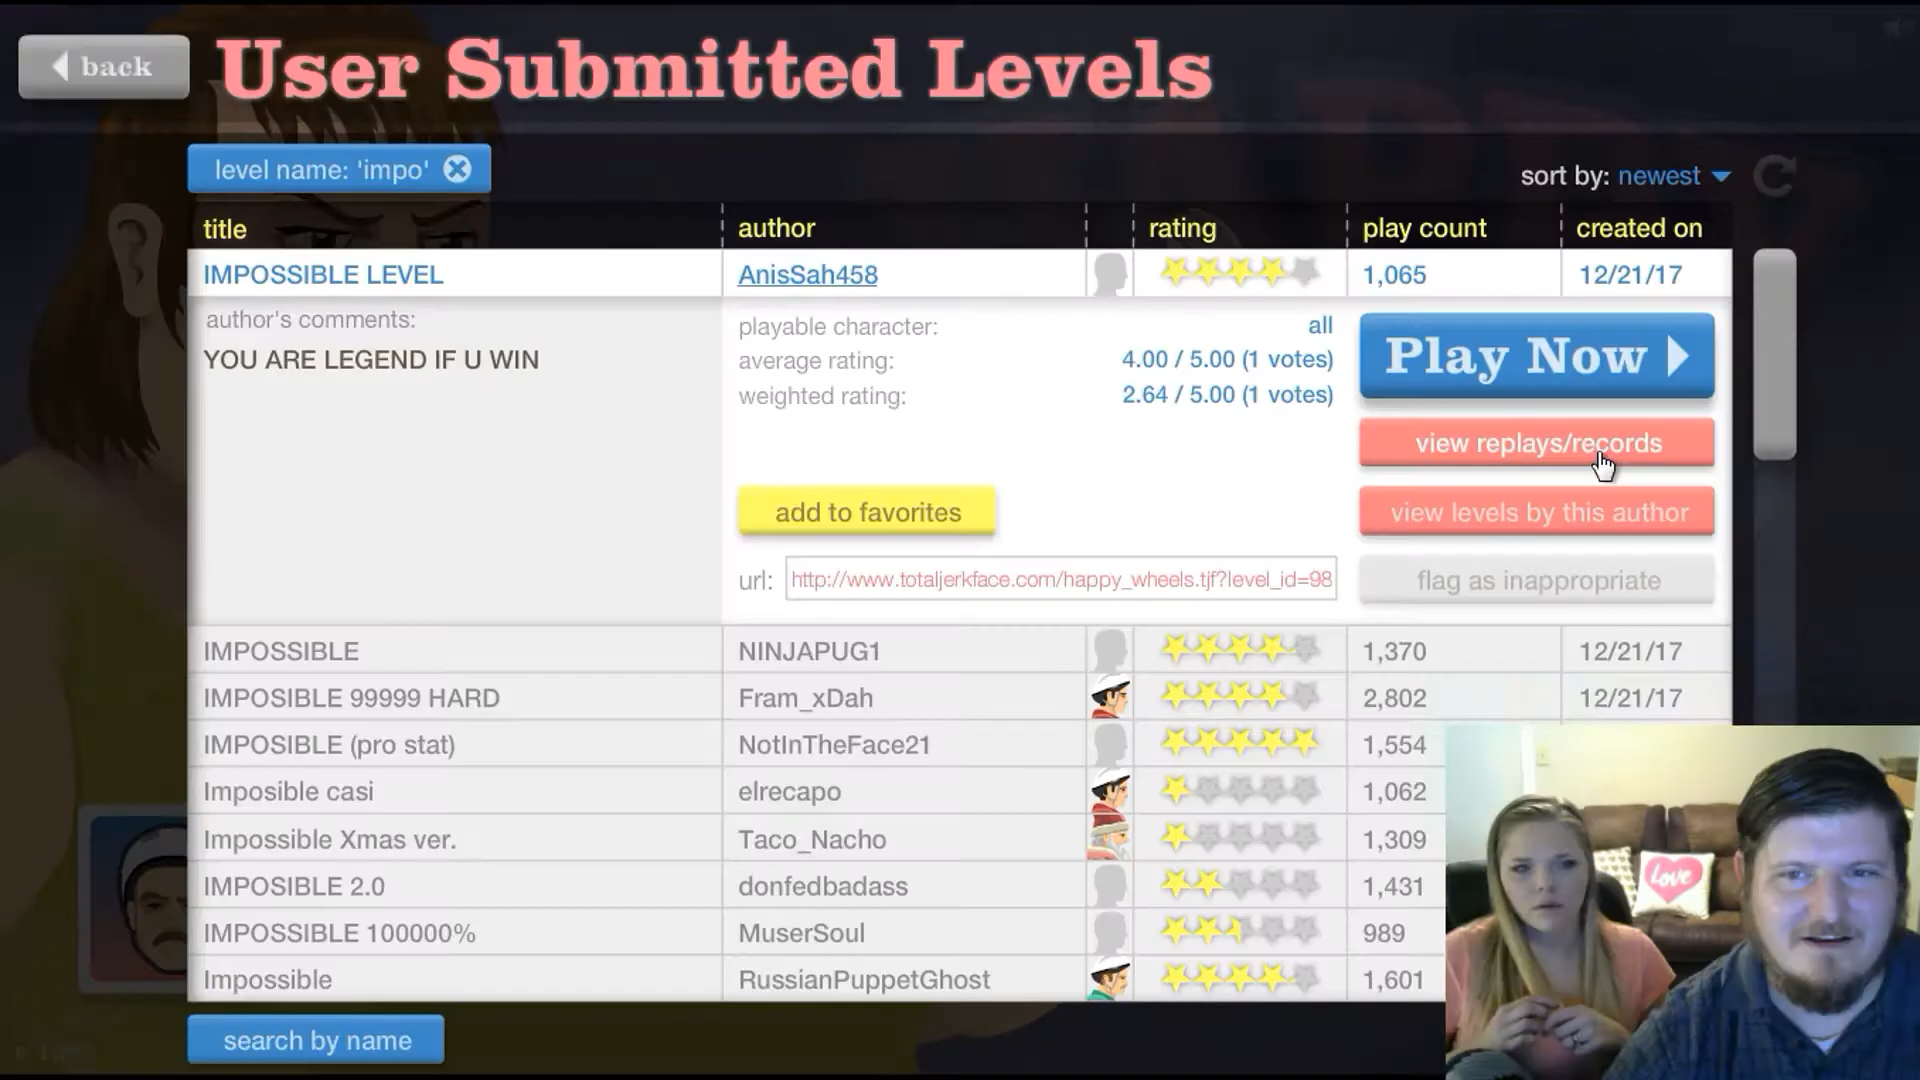 back
User Submitted Levels
level name: 'impo'
sort by: newest
title author rating play count created on
IMPOSSIBLE LEVEL AnisSah458 1,065 12/21/17
author's comments:
YOU ARE LEGEND IF U WIN
playable character: all
average rating: 4.00 / 5.00 (1 votes)
weighted rating: 2.64 / 5.00 (1 votes)
Play Now
view replays/records
add to favorites
view levels by this author
url: http://www.totaljerkface.com/happy_wheels.tjf?level_id=98
flag as inappropriate
IMPOSSIBLE NINJAPUG1 1,370 12/21/17
IMPOSIBLE 99999 HARD Fram_xDah 2,802 12/21/17
IMPOSIBLE (pro stat) NotInTheFace21 1,554
Imposible casi elrecapo 1,062
Impossible Xmas ver. Taco_Nacho 1,309
IMPOSIBLE 2.0 donfedbadass 1,431
IMPOSSIBLE 100000% MuserSoul 989
Impossible RussianPuppetGhost 1,601
Love
search by name